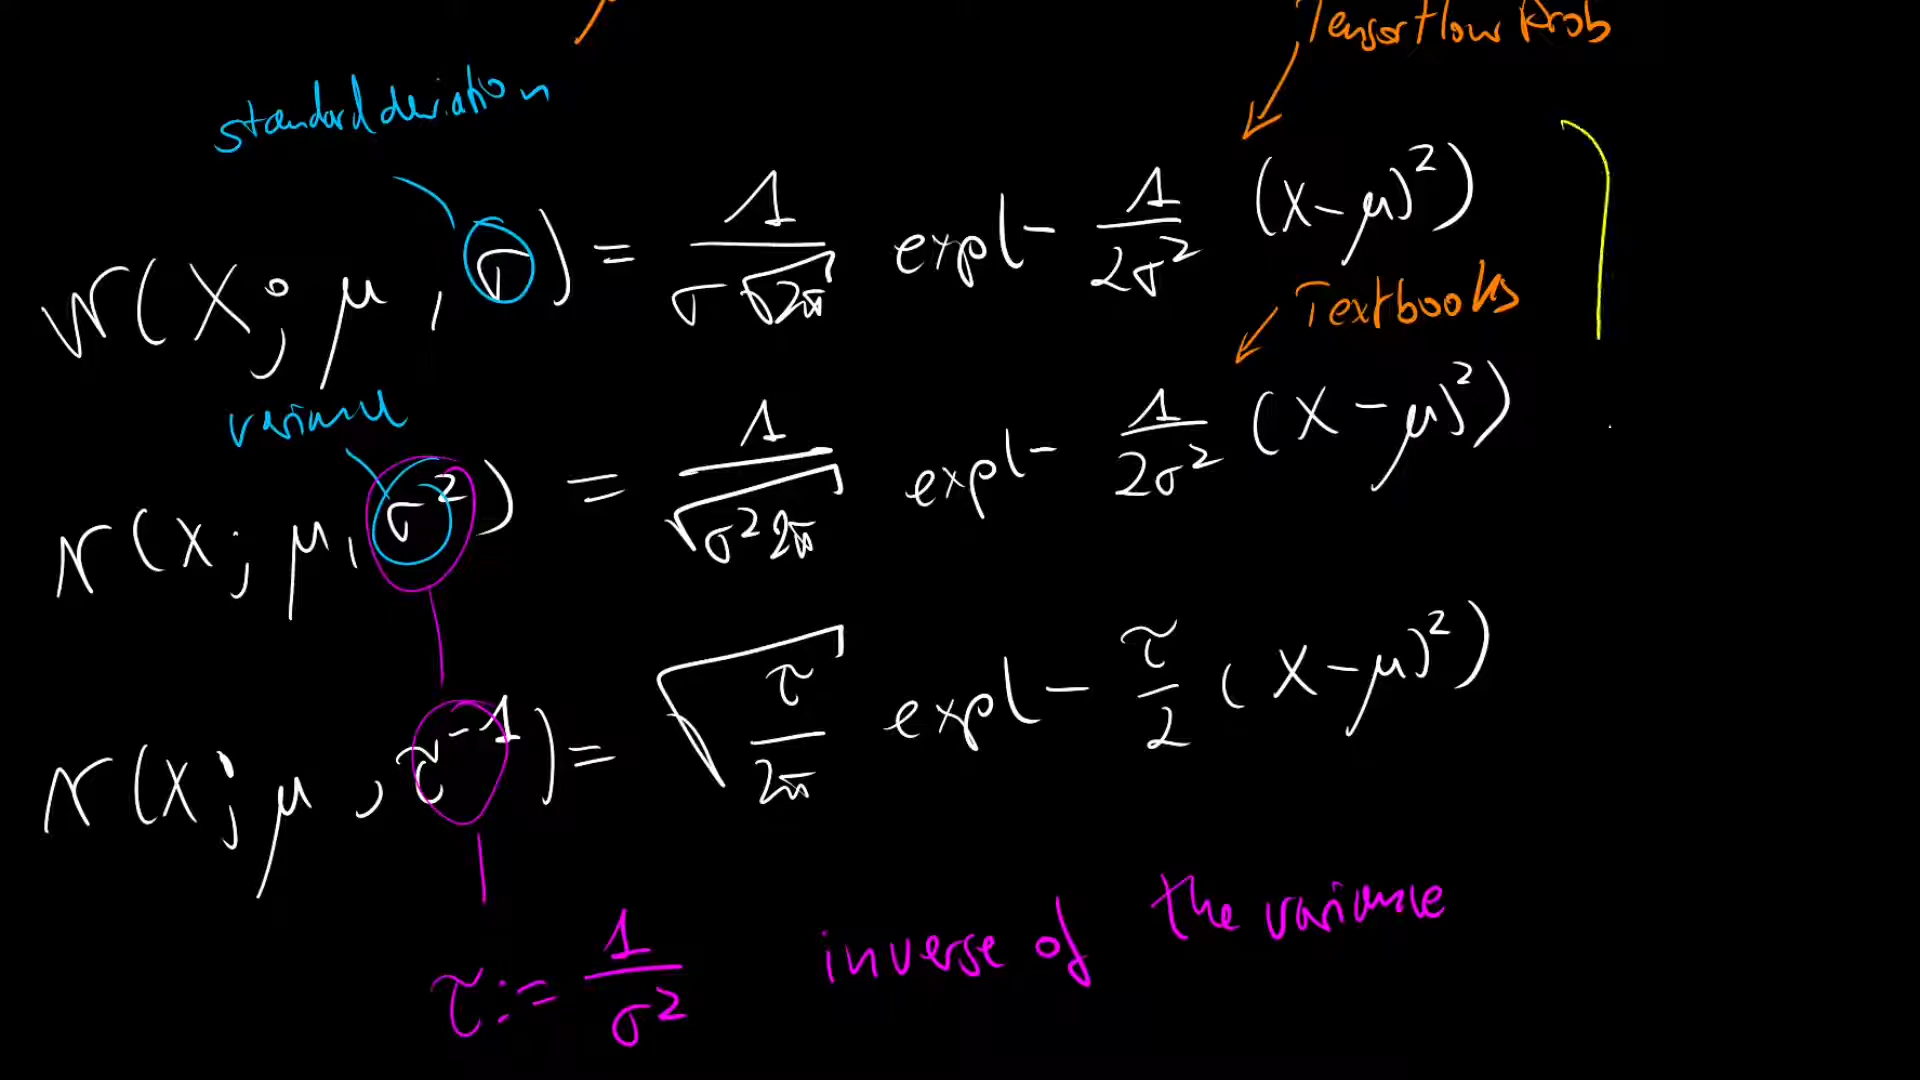 Tensorflow Prob
standard deviation
N(X; μ, σ) = 1/(σ√2π) exp(- 1/(2σ²) (X-μ)²)
Textbooks
variance
N(X; μ, σ²) = 1/√(σ²2π) exp(- 1/(2σ²) (X-μ)²)
N(X; μ, τ⁻¹) = √(τ/2π) exp(- τ/2 (X-μ)²)
τ := 1/σ² inverse of the variance